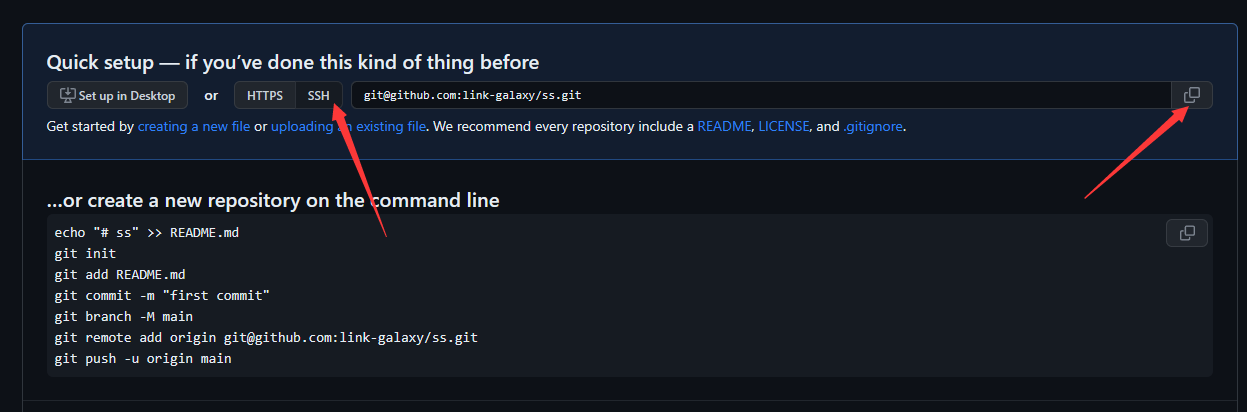 Quick setup — if you’ve done this kind of thing before
Set up in Desktop or HTTPS SSH git@github.com:link-galaxy/ss.git
Get started by creating a new file or uploading an existing file. We recommend every repository include a README, LICENSE, and .gitignore.
...or create a new repository on the command line
echo "# ss" >> README.md
git init
git add README.md
git commit -m "first commit"
git branch -M main
git remote add origin git@github.com:link-galaxy/ss.git
git push -u origin main